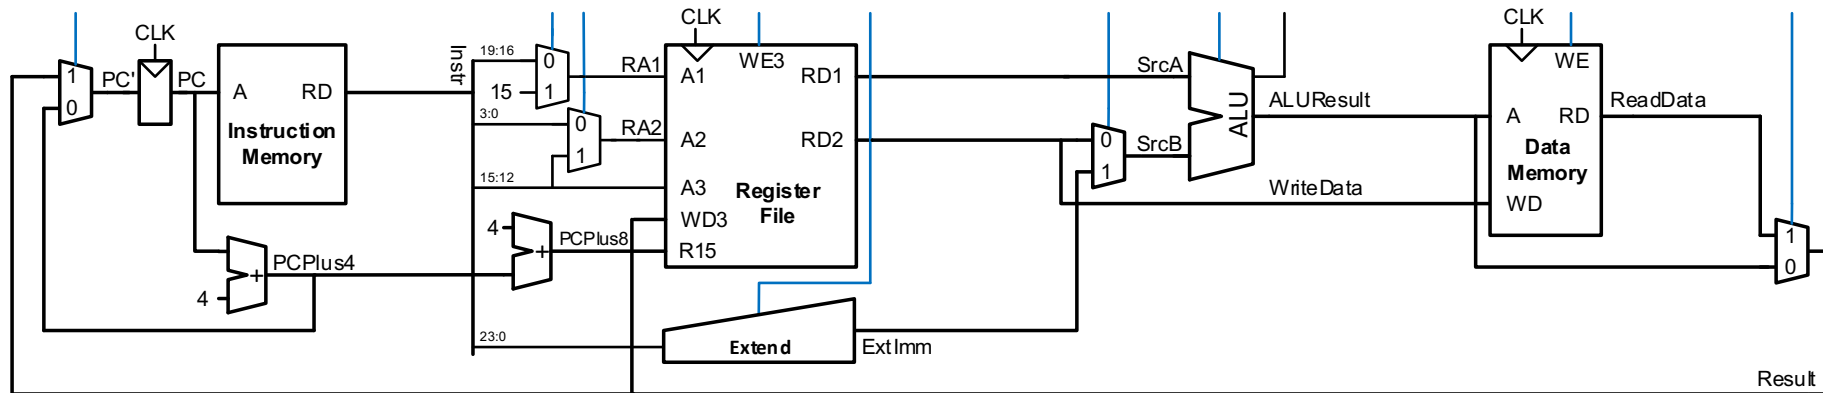 CLK
CLK
CLK
1
0
PC'
PC
A
RD
Instruction
Memory
4
+
PCPlus4
Instr
19:16
15
0
1
RA1
3:0
0
1
RA2
15:12
4
+
PCPlus8
23:0
A1
A2
A3
WD3
R15
WE3
RD1
RD2
Register
File
Extend
ExtImm
0
1
SrcA
SrcB
ALU
ALUResult
WriteData
WE
A
RD
Data
Memory
WD
ReadData
1
0
Result